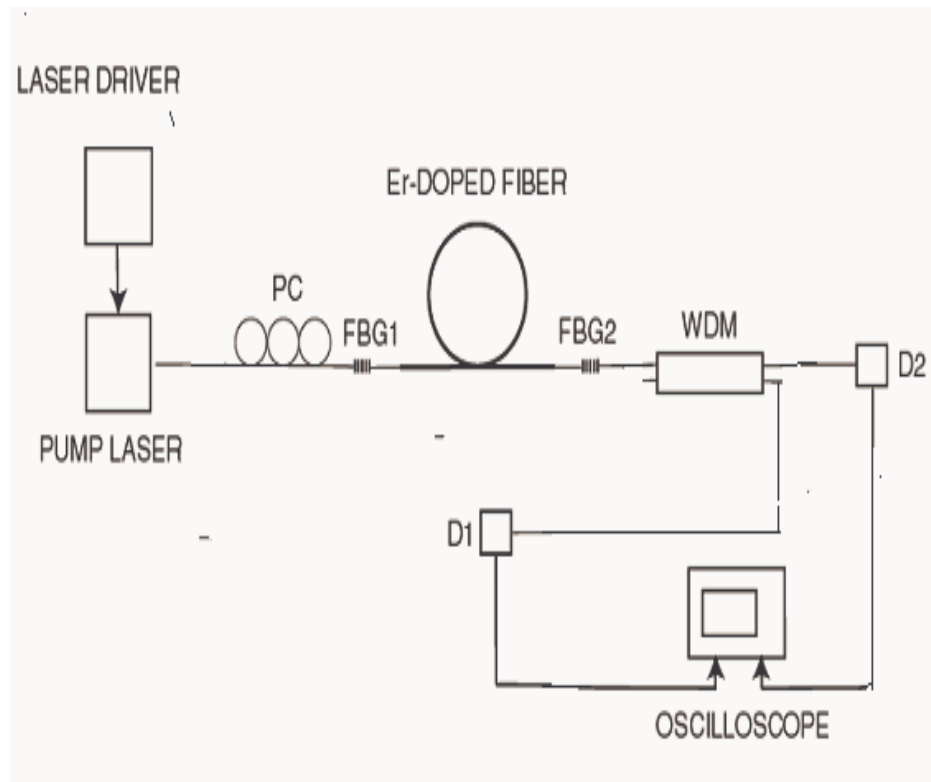 LASER DRIVER
Er-DOPED FIBER
PC
FBG1
FBG2
WDM
D2
PUMP LASER
D1
OSCILLOSCOPE